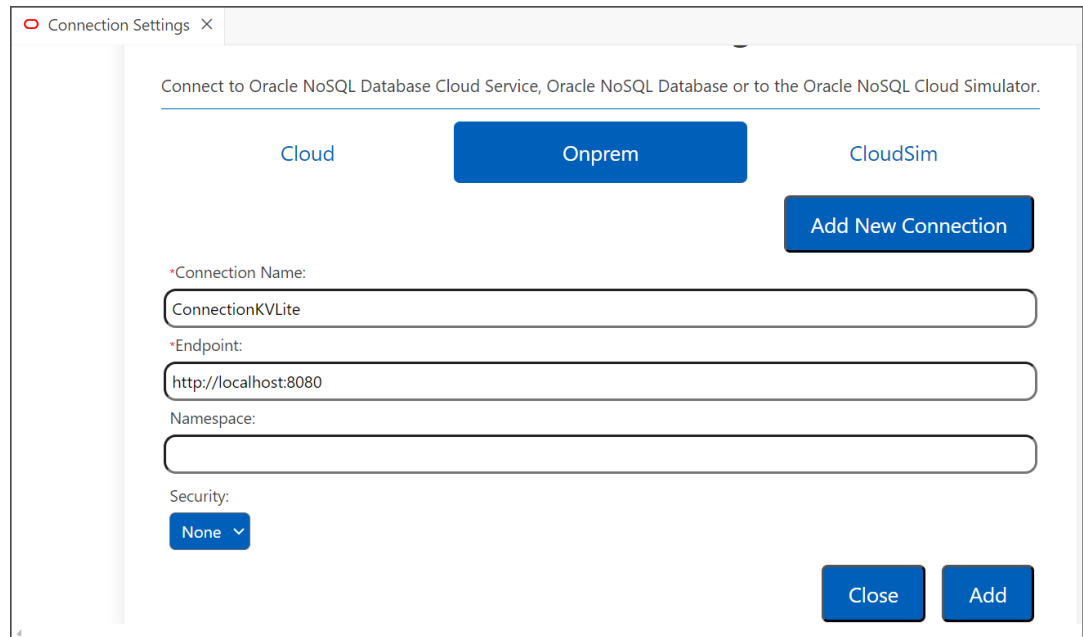 Connection Settings
Connect to Oracle NoSQL Database Cloud Service, Oracle NoSQL Database or to the Oracle NoSQL Cloud Simulator.
Cloud Onprem CloudSim
Add New Connection
*Connection Name:
ConnectionKVLite
*Endpoint:
http://localhost:8080
Namespace:
Security:
None
Close Add